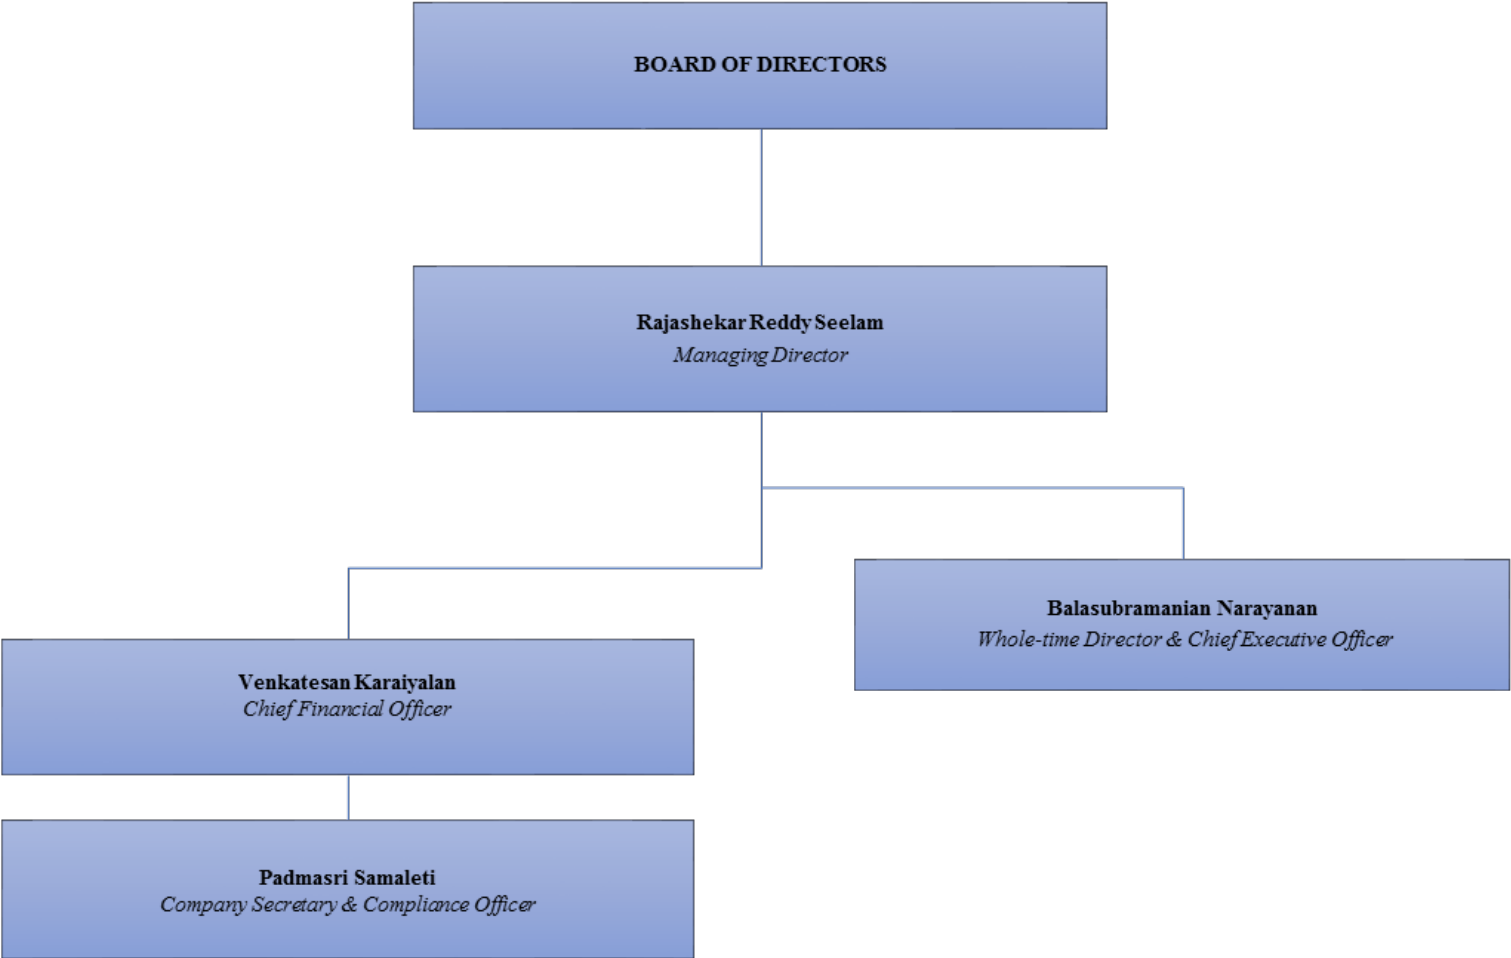 BOARD OF DIRECTORS
Rajashekar Reddy Seelam
Managing Director
Balasubramanian Narayanan
Whole-time Director & Chief Executive Officer
Venkatesan Karaiyalan
Chief Financial Officer
Padmasri Samaleti
Company Secretary & Compliance Officer